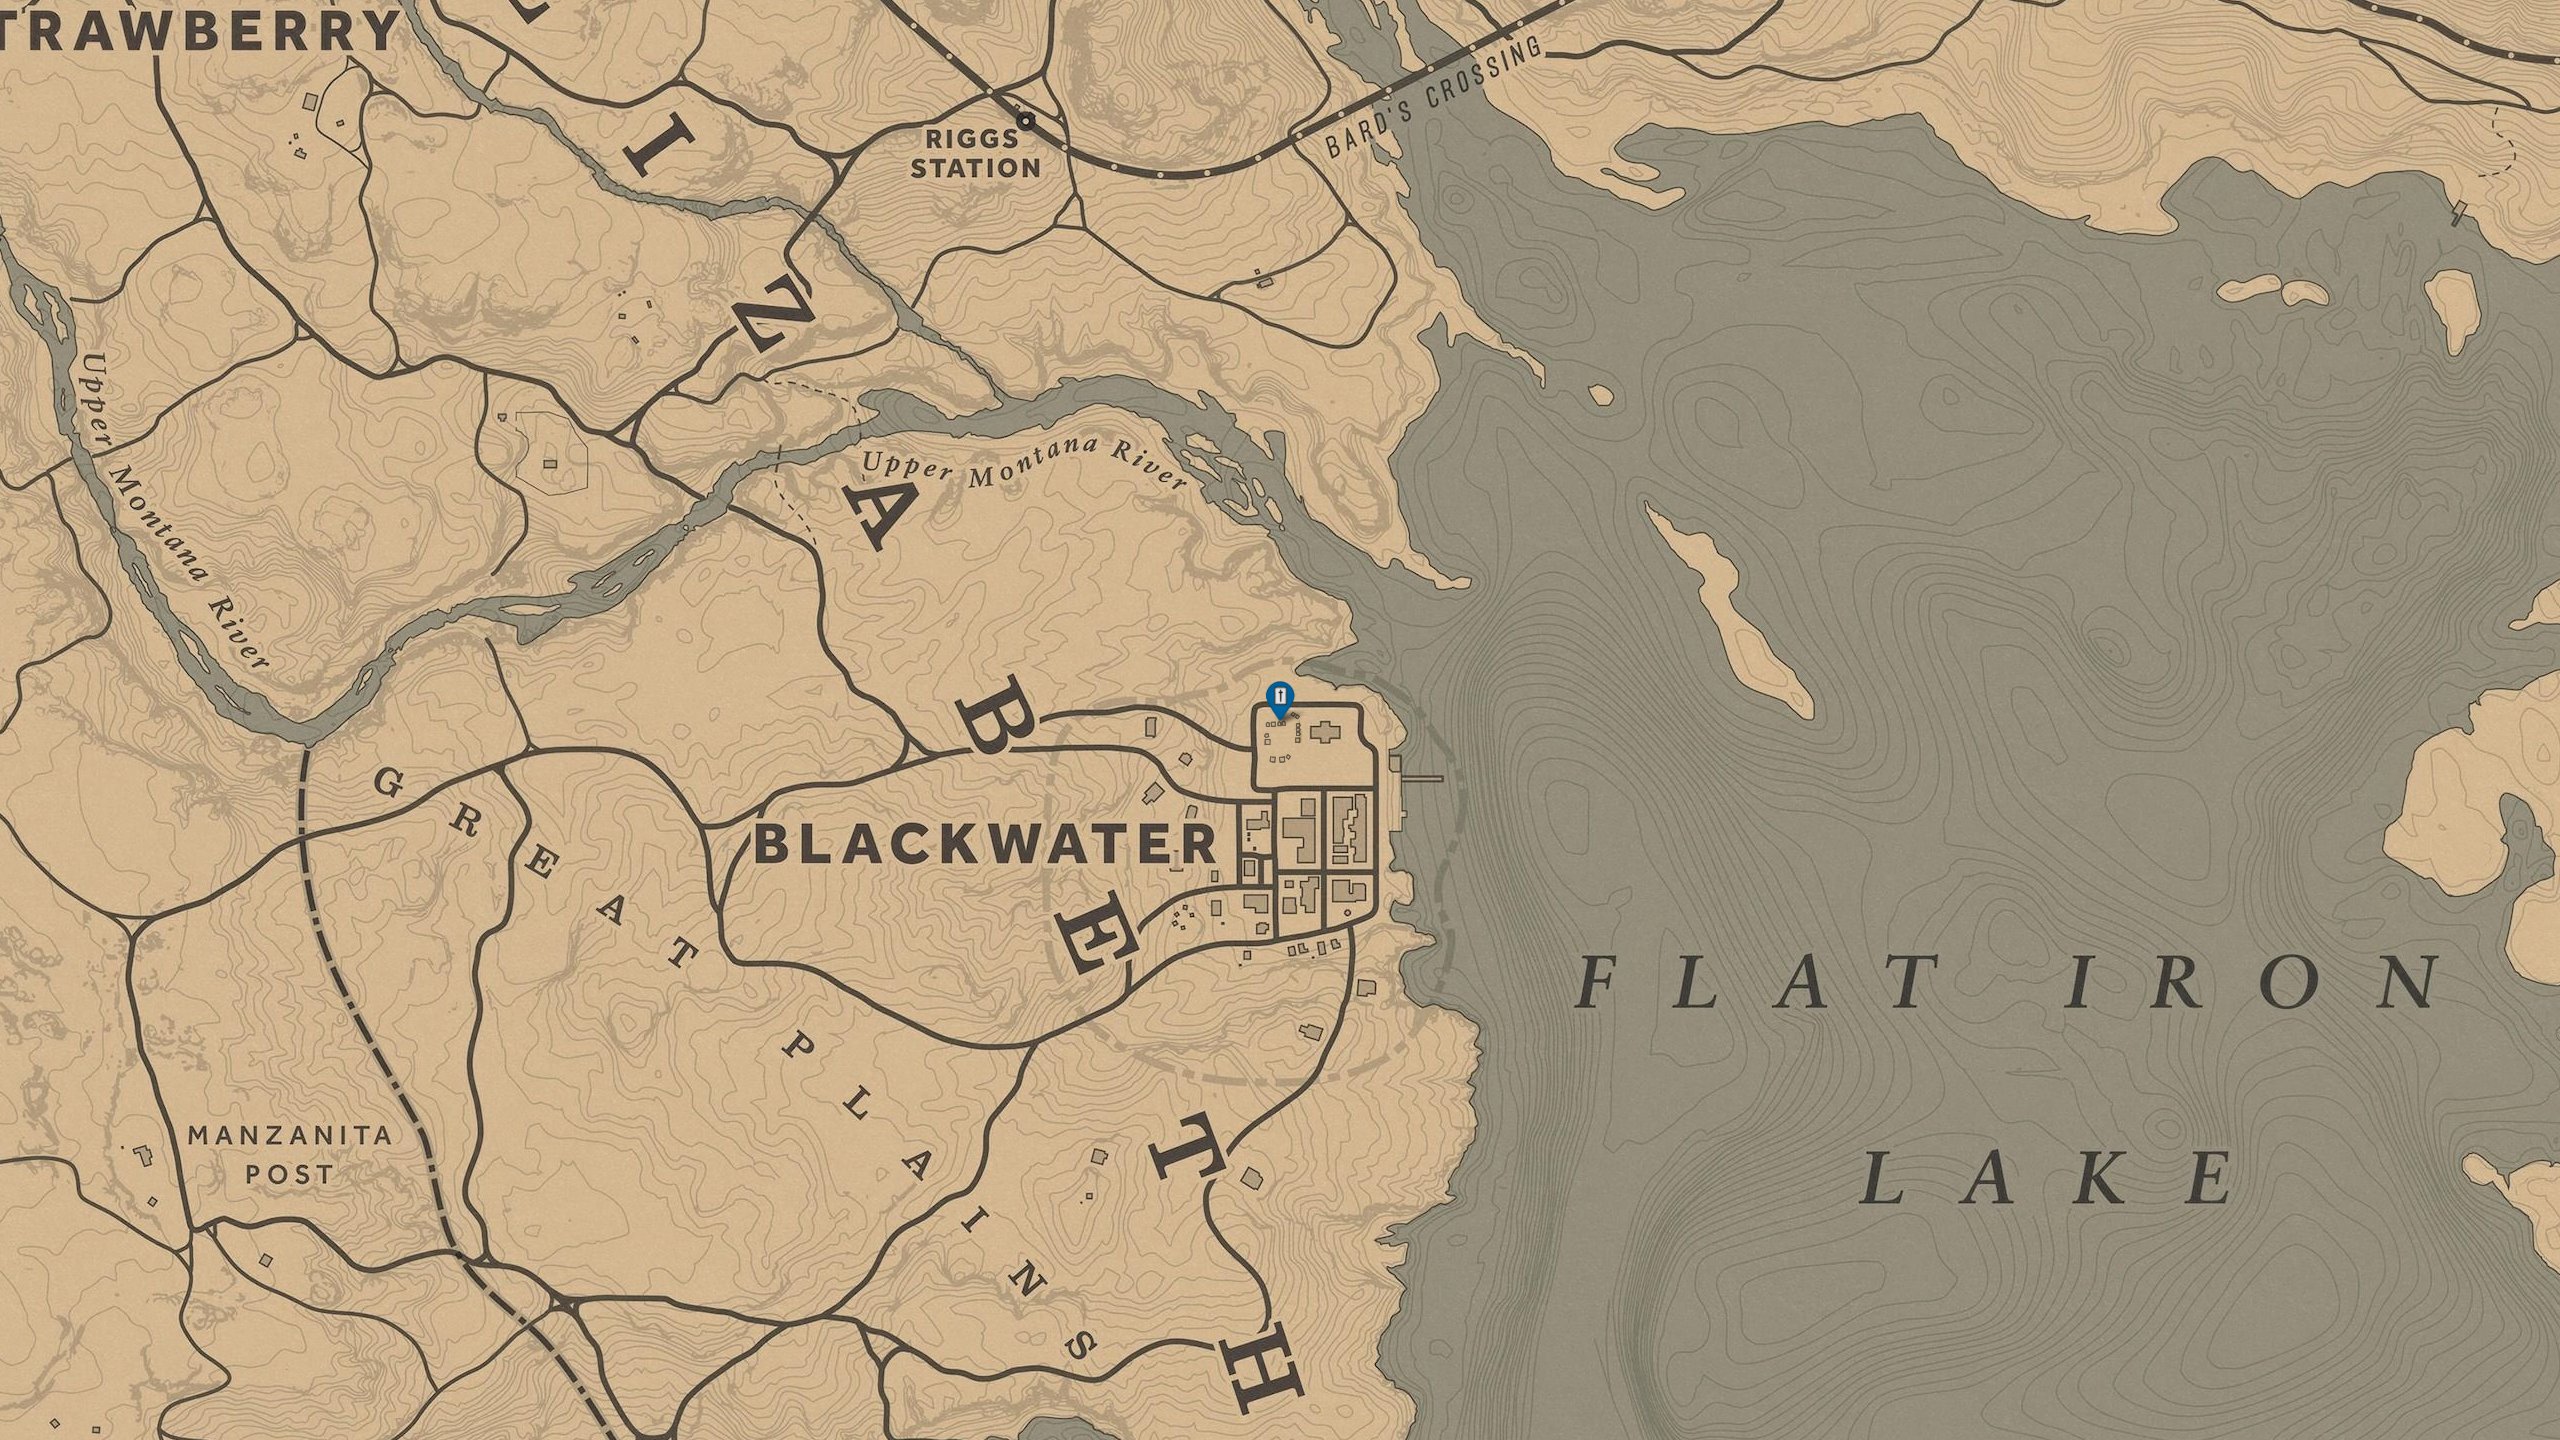 TRAWBERRY
BARD'S CROSSING
RIGGS
STATION
I
Z
A
B
E
T
H
Upper Montana River
Upper Montana River
BLACKWATER
GREAT PLAINS
FLAT IRON
LAKE
MANZANITA
POST